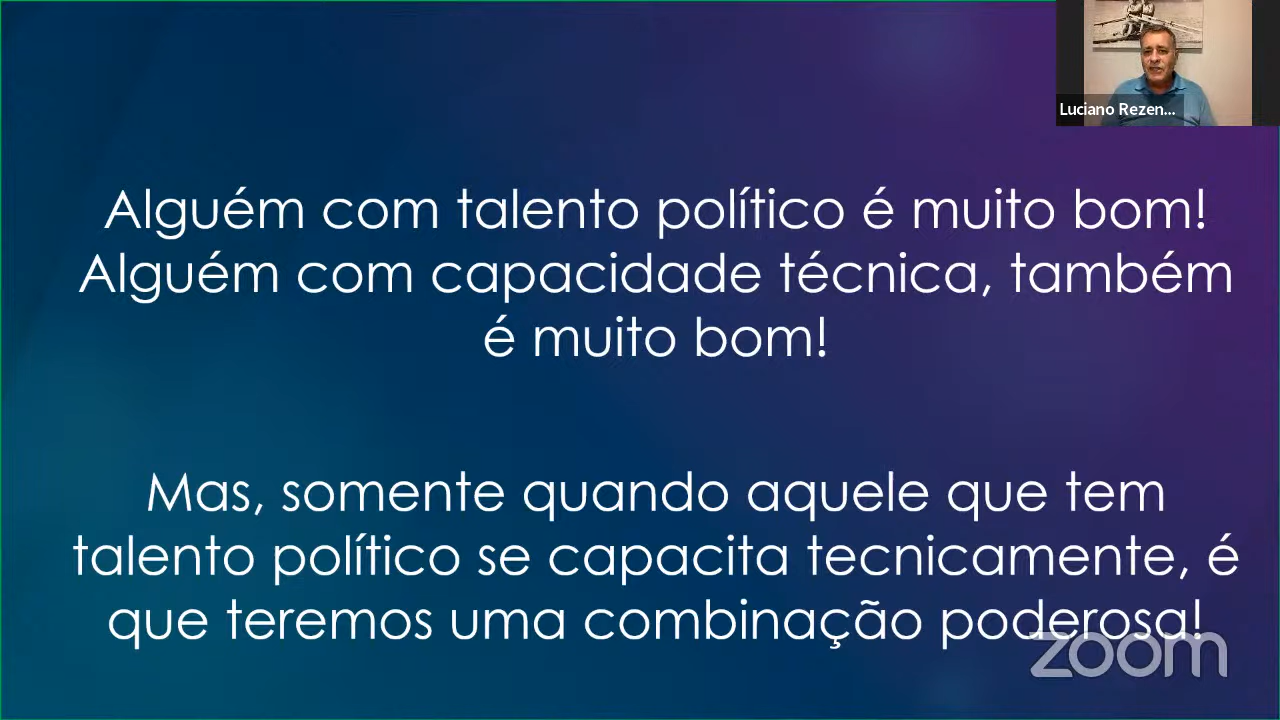 Luciano Rezen...
Alguém com talento político é muito bom!
Alguém com capacidade técnica, também
é muito bom!
Mas, somente quando aquele que tem
talento político se capacita tecnicamente, é
que teremos uma combinação poderosa!
zoom